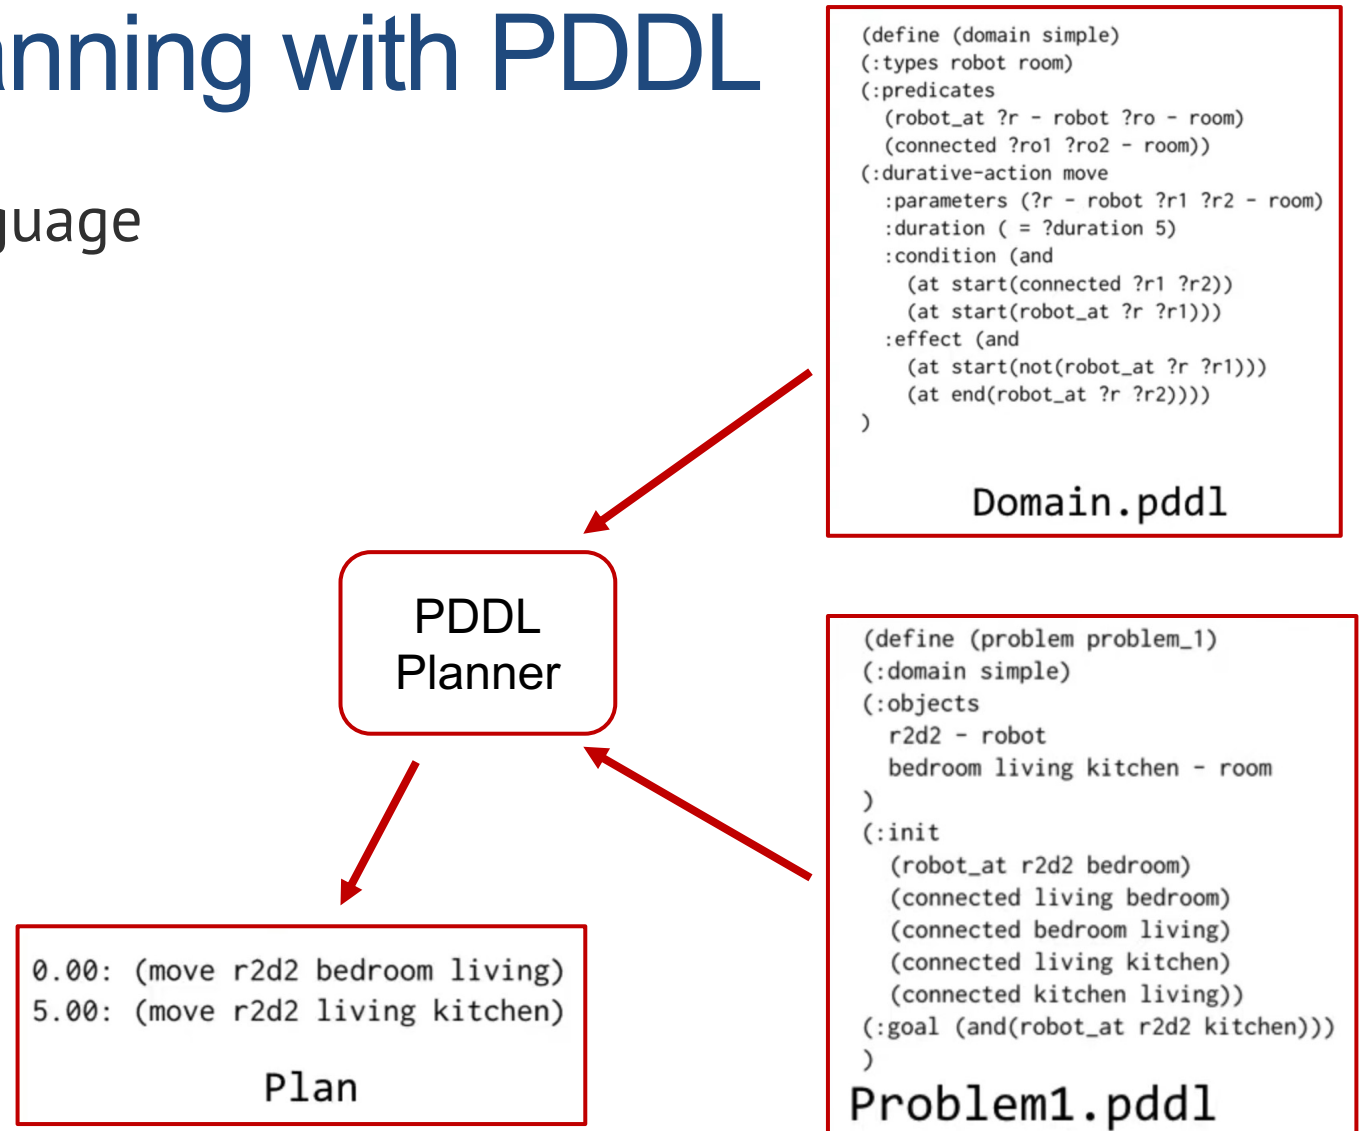 anning with PDDL
guage
(define (domain simple)
(:types robot room)
(:predicates
(robot_at ?r - robot ?ro - room)
(connected ?ro1 ?ro2 - room))
(:durative-action move
:parameters (?r - robot ?r1 ?r2 - room)
:duration ( = ?duration 5)
:condition (and
(at start(connected ?r1 ?r2))
(at start(robot_at ?r ?r1)))
:effect (and
(at start(not(robot_at ?r ?r1)))
(at end(robot_at ?r ?r2))))
)
Domain.pddl
PDDL
Planner
(define (problem problem_1)
(:domain simple)
(:objects
r2d2 - robot
bedroom living kitchen - room
)
(:init
(robot_at r2d2 bedroom)
(connected living bedroom)
(connected bedroom living)
(connected living kitchen)
(connected kitchen living))
(:goal (and(robot_at r2d2 kitchen)))
)
Problem1.pddl
0.00: (move r2d2 bedroom living)
5.00: (move r2d2 living kitchen)
Plan